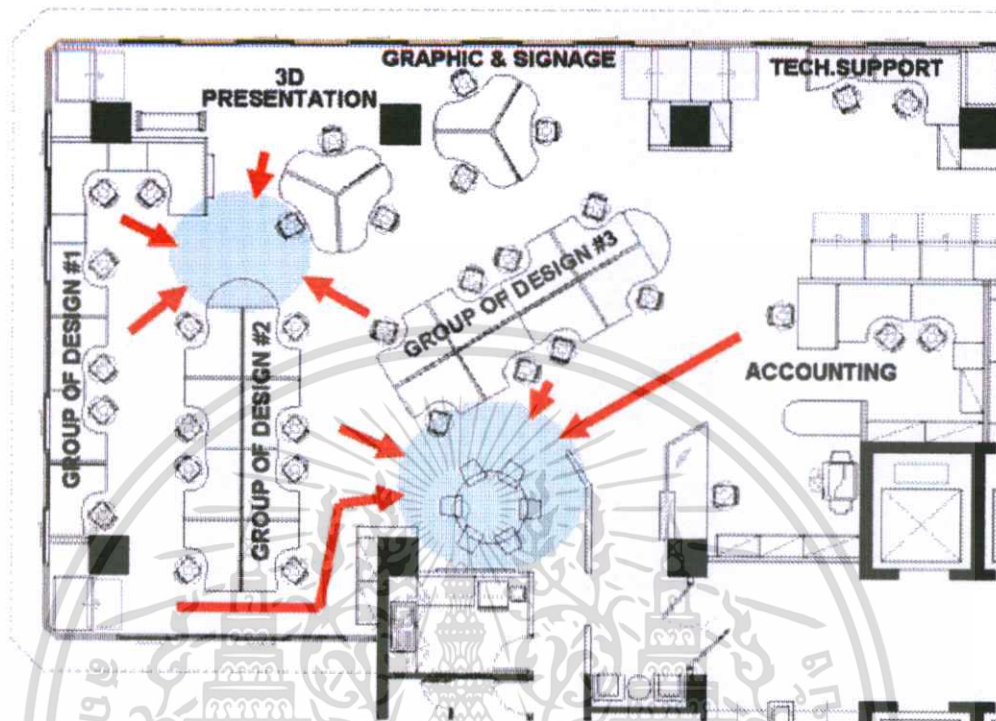 GRAPHIC & SIGNAGE
3D
PRESENTATION
TECH.SUPPORT
GROUP OF DESIGN #1
GROUP OF DESIGN #2
GROUP OF DESIGN #3
ACCOUNTING